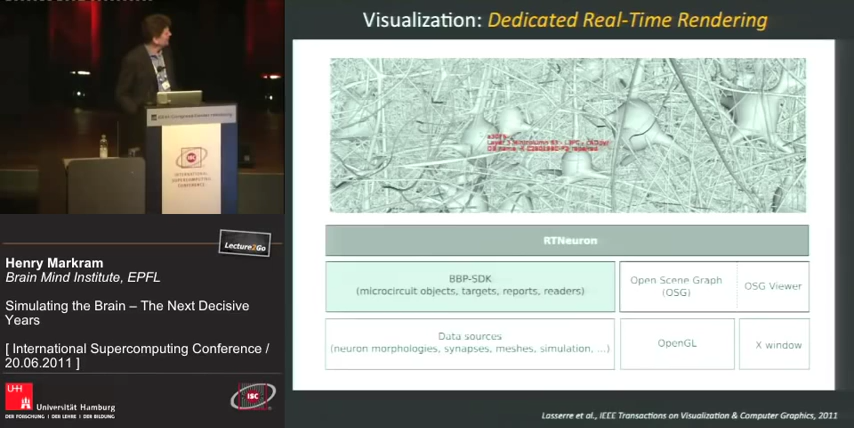 Visualization: Dedicated Real-Time Rendering
INTERNATIONAL
SUPERCOMPUTING
CONFERENCE
Lecture2Go
Henry Markram
Brain Mind Institute, EPFL
Simulating the Brain – The Next Decisive
Years
[ International Supercomputing Conference /
20.06.2011 ]
UH
Universität Hamburg
DER FORSCHUNG | DER LEHRE | DER BILDUNG
ISC
RTNeuron
BBP-SDK
(microcircuit objects, targets, reports, readers)
Open Scene Graph
(OSG)
OSG Viewer
Data sources
(neuron morphologies, synapses, meshes, simulation, ...)
OpenGL
X window
Lasserre et al., IEEE Transactions on Visualization & Computer Graphics, 2011